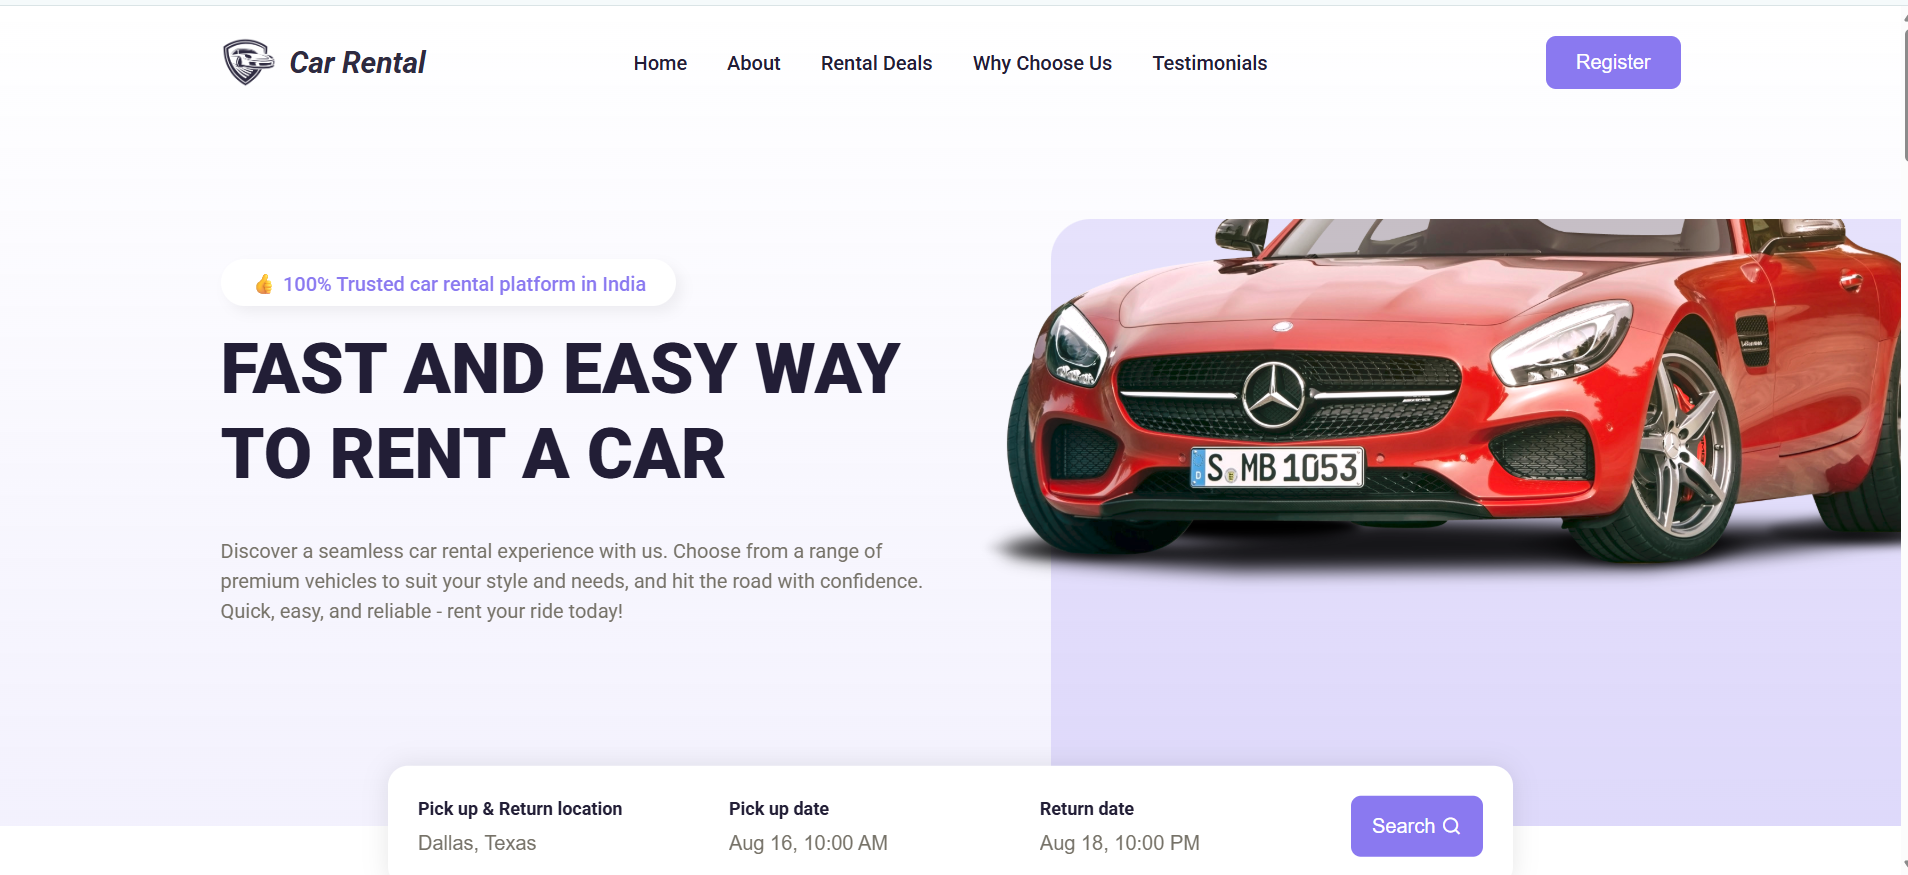 Car Rental
Home
About
Rental Deals
Why Choose Us
Testimonials
Register
👍 100% Trusted car rental platform in India
FAST AND EASY WAY
TO RENT A CAR
Discover a seamless car rental experience with us. Choose from a range of
premium vehicles to suit your style and needs, and hit the road with confidence.
Quick, easy, and reliable - rent your ride today!
S MB 1053
D
Pick up & Return location
Dallas, Texas
Pick up date
Aug 16, 10:00 AM
Return date
Aug 18, 10:00 PM
Search